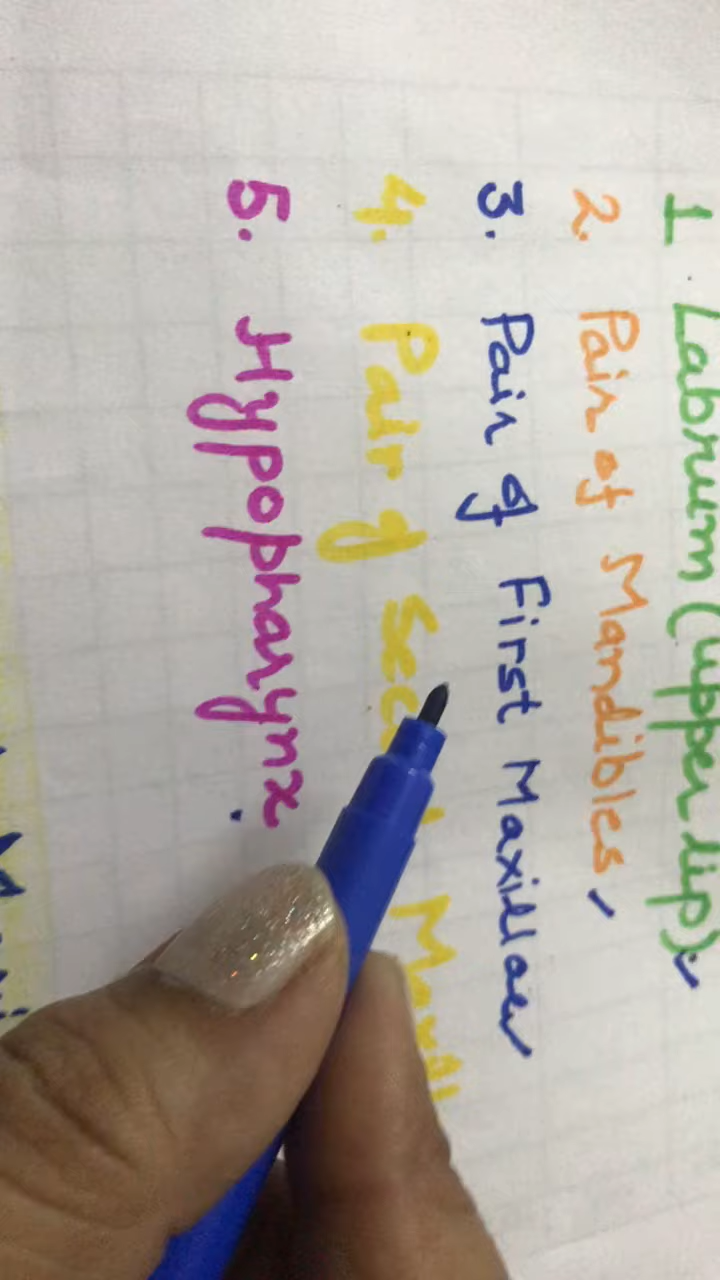 1. Labrum (upper lip)
2. Pair of Mandibles
3. Pair of First Maxillae
4. Pair of
5. Hypopharynx